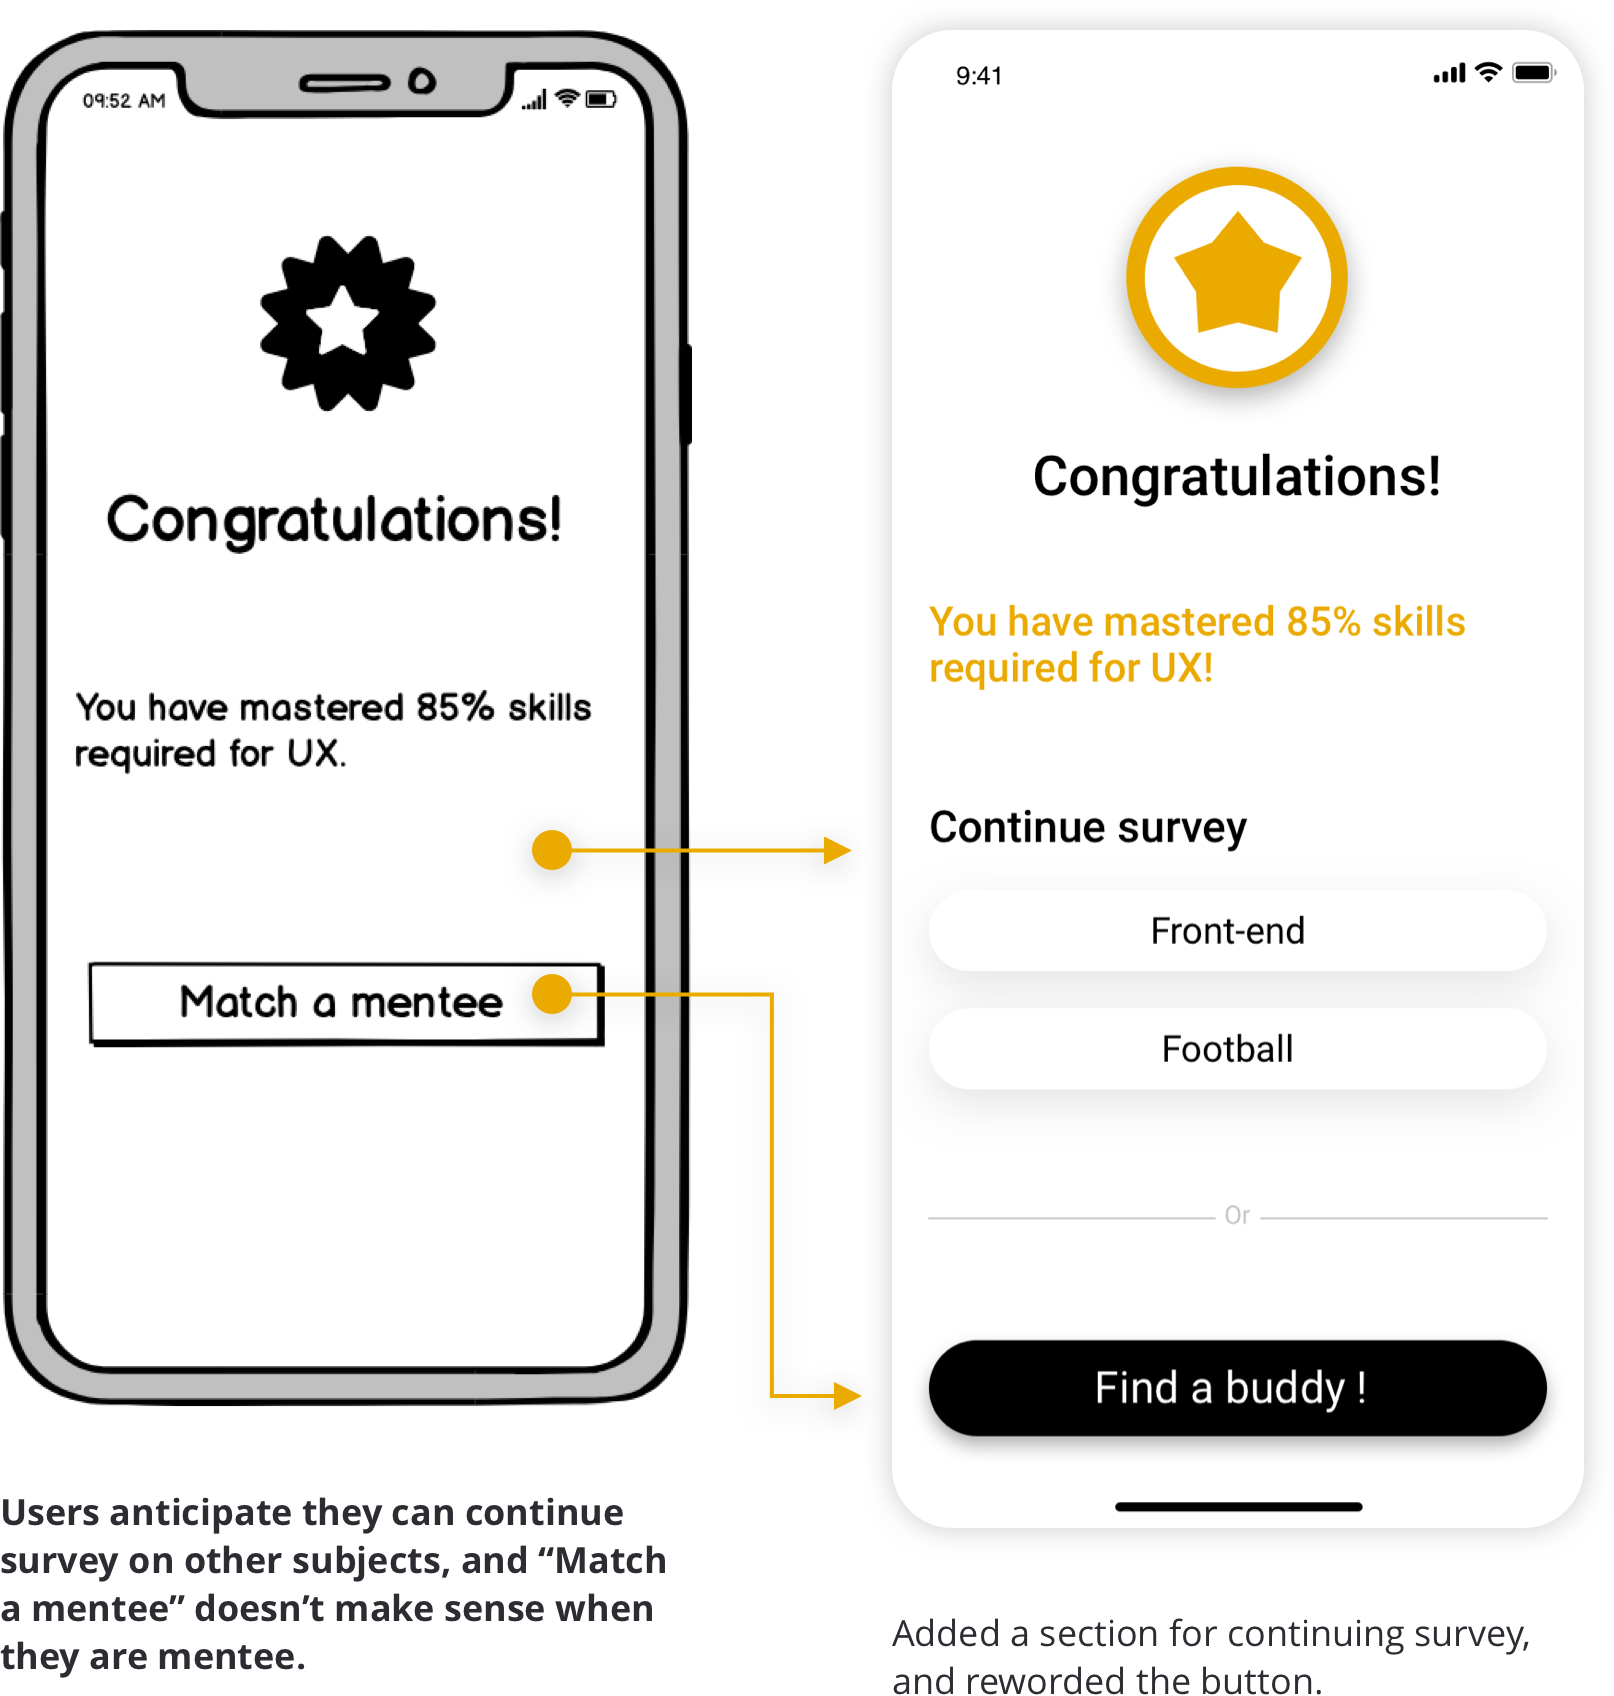 09:52 AM
Congratulations!
You have mastered 85% skills
required for UX.
Match a mentee
Users anticipate they can continue
survey on other subjects, and “Match
a mentee” doesn’t make sense when
they are mentee.
9:41
Congratulations!
You have mastered 85% skills
required for UX!
Continue survey
Front-end
Football
Or
Find a buddy !
Added a section for continuing survey,
and reworded the button.